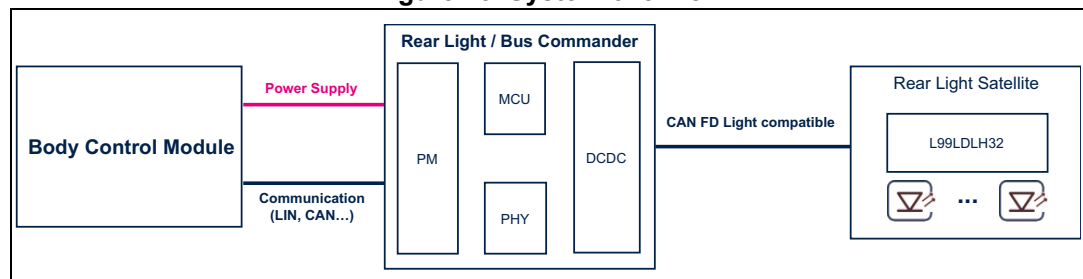 Body Control Module
Power Supply
Communication
(LIN, CAN…)
Rear Light / Bus Commander
PM
MCU
PHY
DCDC
CAN FD Light compatible
Rear Light Satellite
L99LDLH32
...